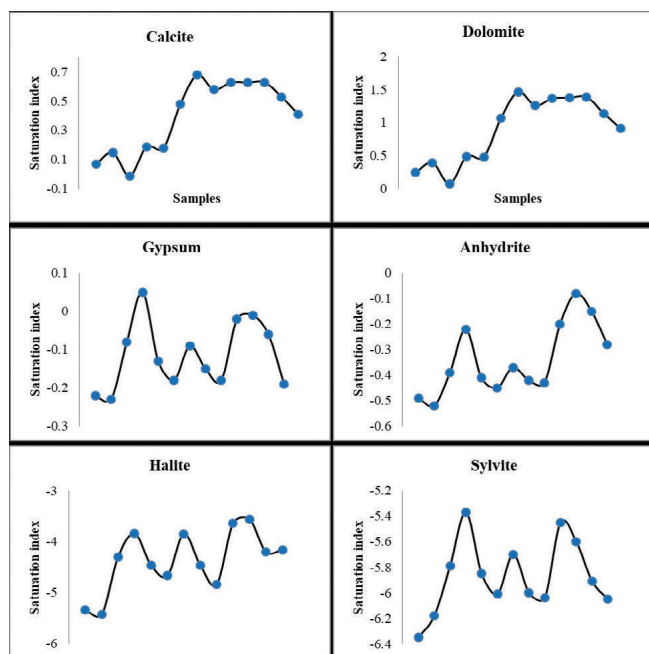 Calcite
Saturation index
0.7
0.5
0.3
0.1
-0.1
Samples
Dolomite
Saturation index
2
1.5
1
0.5
0
Samples
Gypsum
Saturation index
0.1
0
-0.1
-0.2
-0.3
Anhydrite
Saturation index
0
-0.1
-0.2
-0.3
-0.4
-0.5
-0.6
Halite
Saturation index
-3
-4
-5
-6
Sylvite
Saturation index
-5.2
-5.4
-5.6
-5.8
-6
-6.2
-6.4